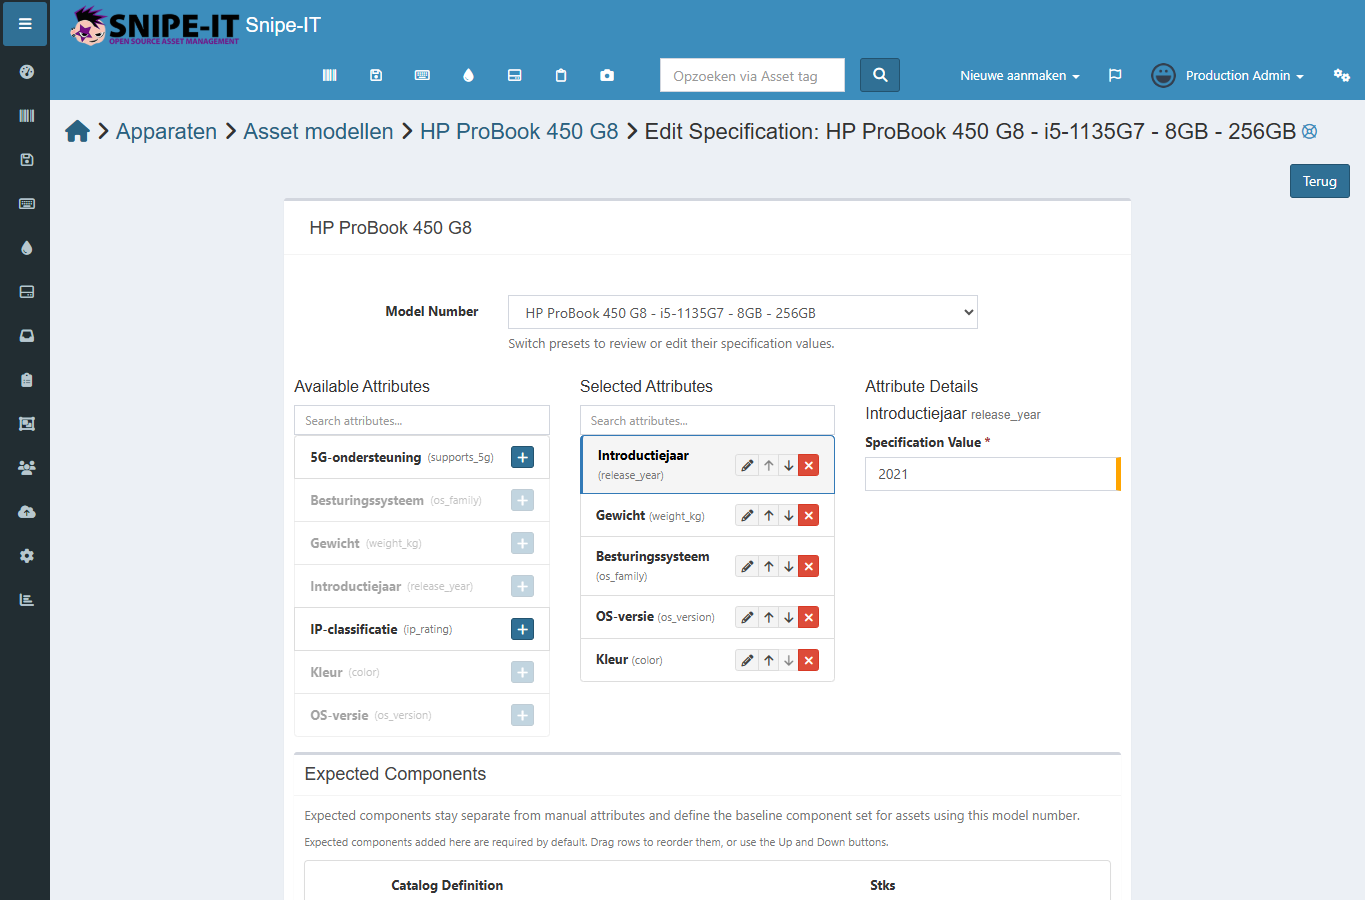 SNIPE-IT
OPEN SOURCE ASSET MANAGEMENT
Snipe-IT
Opzoeken via Asset tag
Nieuwe aanmaken
Production Admin
Apparaten
Asset modellen
HP ProBook 450 G8
Edit Specification: HP ProBook 450 G8 - i5-1135G7 - 8GB - 256GB
Terug
HP ProBook 450 G8
Model Number
HP ProBook 450 G8 - i5-1135G7 - 8GB - 256GB
Switch presets to review or edit their specification values.
Available Attributes
Search attributes...
5G-ondersteuning (supports_5g)
Besturingssysteem (os_family)
Gewicht (weight_kg)
Introductiejaar (release_year)
IP-classificatie (ip_rating)
Kleur (color)
OS-versie (os_version)
Selected Attributes
Search attributes...
Introductiejaar
(release_year)
Gewicht (weight_kg)
Besturingssysteem
(os_family)
OS-versie (os_version)
Kleur (color)
Attribute Details
Introductiejaar release_year
Specification Value *
2021
Expected Components
Expected components stay separate from manual attributes and define the baseline component set for assets using this model number.
Expected components added here are required by default. Drag rows to reorder them, or use the Up and Down buttons.
Catalog Definition
Stks